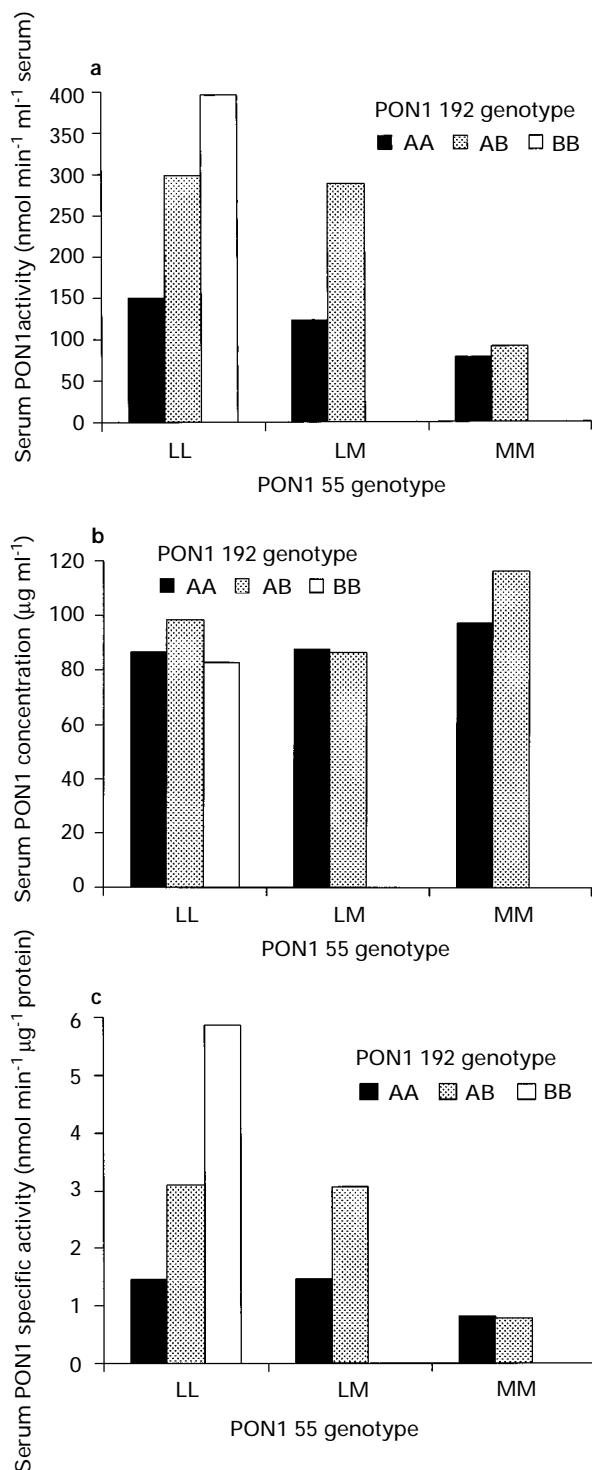 a
Serum PON1activity (nmol min⁻¹ ml⁻¹ serum)
400
350
300
250
200
150
100
50
0
PON1 192 genotype
AA AB BB
LL LM MM
PON1 55 genotype
b
Serum PON1 concentration (µg ml⁻¹)
120
100
80
60
40
20
0
PON1 192 genotype
AA AB BB
LL LM MM
PON1 55 genotype
c
Serum PON1 specific activity (nmol min⁻¹ µg⁻¹ protein)
6
5
4
3
2
1
0
PON1 192 genotype
AA AB BB
LL LM MM
PON1 55 genotype